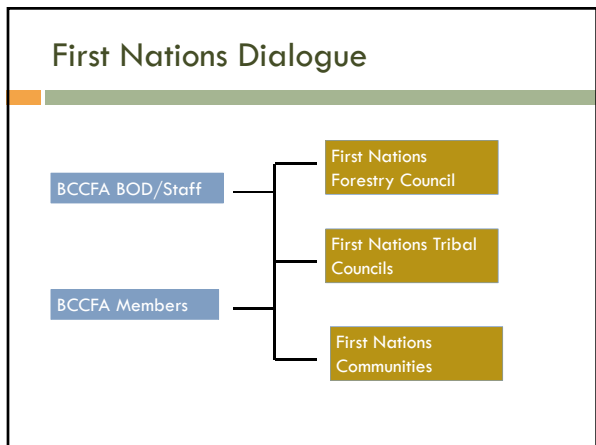 First Nations Dialogue
BCCFA BOD/Staff
BCCFA Members
First Nations
Forestry Council
First Nations Tribal
Councils
First Nations
Communities